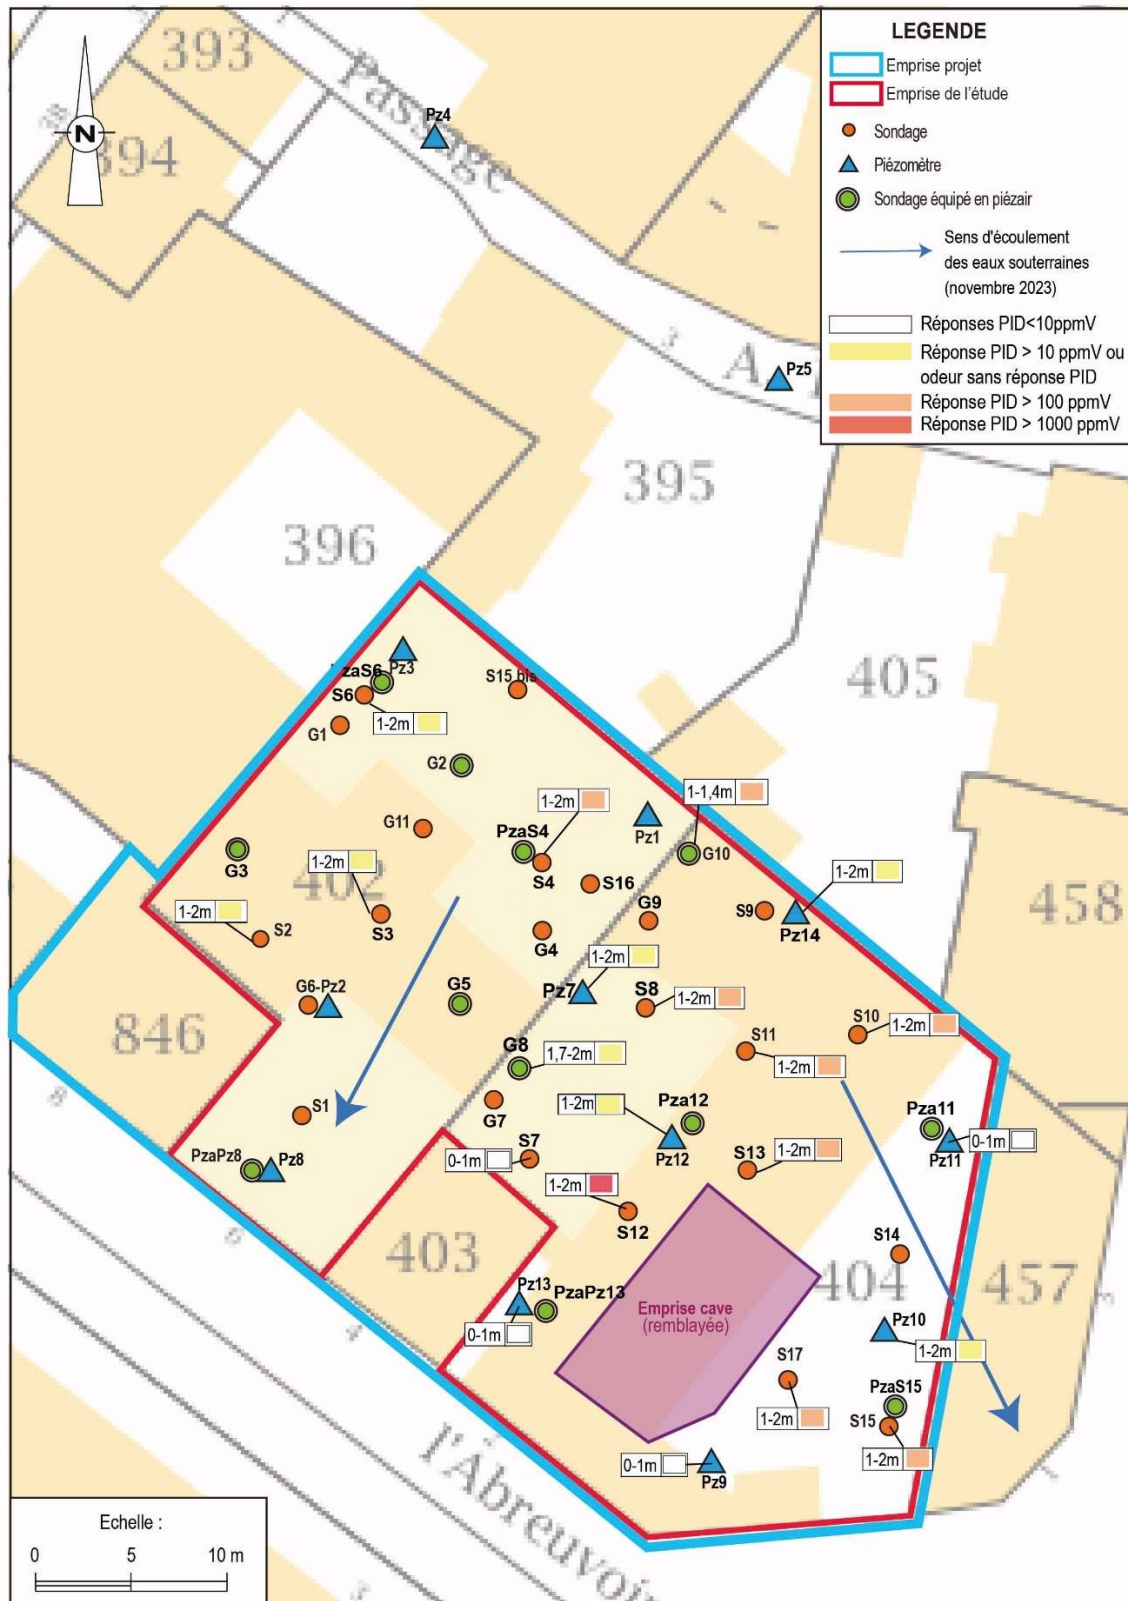 LEGENDE
Emprise projet
Emprise de l'étude
Sondage
Piézomètre
Sondage équipé en piézair
Sens d'écoulement
des eaux souterraines
(novembre 2023)
Réponses PID<10ppmV
Réponse PID > 10 ppmV ou
odeur sans réponse PID
Réponse PID > 100 ppmV
Réponse PID > 1000 ppmV
N
393
394
Passage
Pz4
3
A
Pz5
395
396
405
Pz3
PzaS6
S6
1-2m
G1
S15 bis
G2
1-2m
1-1,4m
G11
PzaS4
S4
Pz1
G10
G3
402
1-2m
S16
1-2m
458
S2
1-2m
S3
G4
G9
S9
Pz14
1-2m
G6-Pz2
G5
Pz7
S8
1-2m
S10
1-2m
846
G8
1,7-2m
S11
1-2m
8
S1
G7
1-2m
Pza12
Pza11
PzaPz8
Pz8
S7
0-1m
Pz12
S13
1-2m
Pz11
0-1m
1-2m
S12
6
403
S14
404
457
3
Pz13
PzaPz13
0-1m
Emprise cave
(remblayée)
Pz10
1-2m
4
S17
1-2m
PzaS15
S15
1-2m
0-1m
Pz9
l'Abreuvoir
3
Echelle :
0 5 10 m